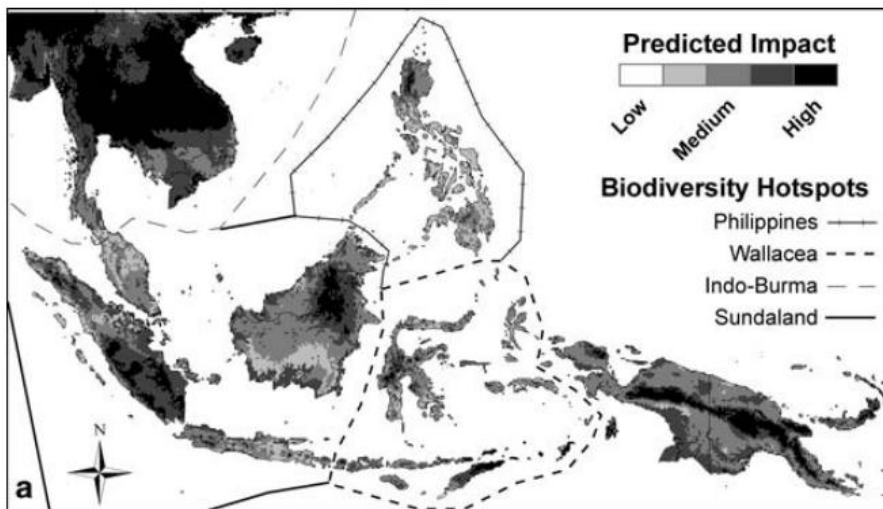 Predicted Impact
Low
Medium
High
Biodiversity Hotspots
Philippines
Wallacea
Indo-Burma
Sundaland
N
a